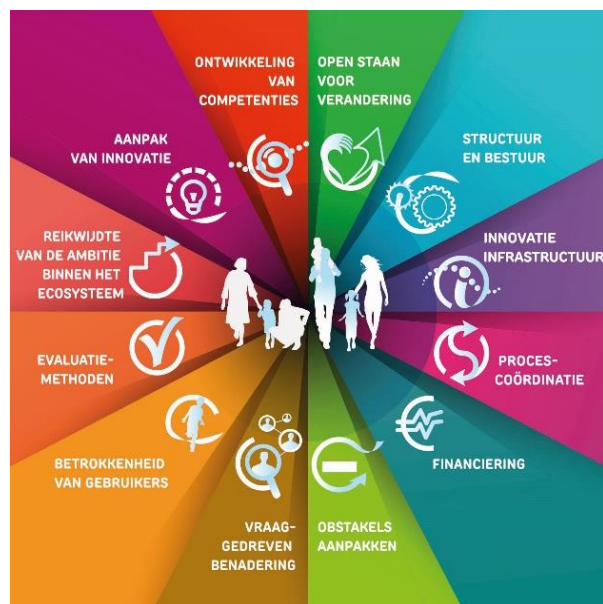 OPEN STAAN
VOOR
VERANDERING
STRUCTUUR
EN BESTUUR
INNOVATIE
INFRASTRUCTUUR
PROCES-
COÖRDINATIE
FINANCIERING
OBSTAKELS
AANPAKKEN
VRAAG-
GEDREVEN
BENADERING
BETROKKENHEID
VAN GEBRUIKERS
EVALUATIE-
METHODEN
REIKWIJDTE
VAN DE AMBITIE
BINNEN HET
ECOSYSTEEM
AANPAK
VAN INNOVATIE
ONTWIKKELING
VAN
COMPETENTIES